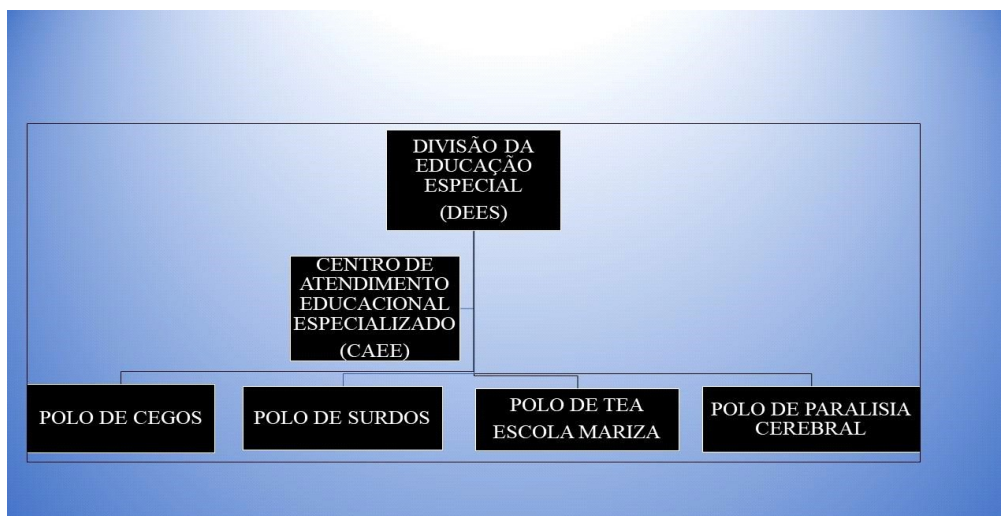 DIVISÃO DA
EDUCAÇÃO
ESPECIAL
(DEES)
CENTRO DE
ATENDIMENTO
EDUCACIONAL
ESPECIALIZADO
(CAEE)
POLO DE CEGOS
POLO DE SURDOS
POLO DE TEA
ESCOLA MARIZA
POLO DE PARALISIA
CEREBRAL